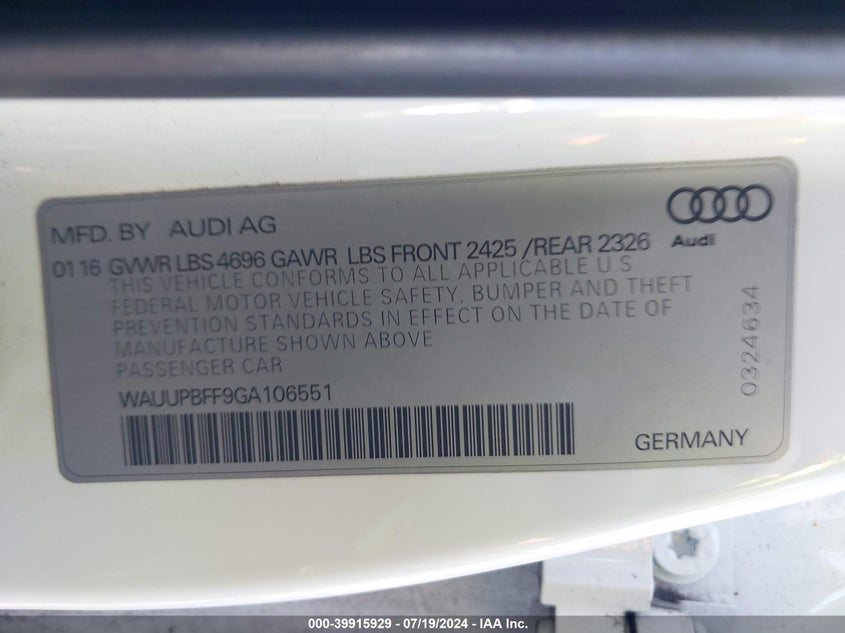 MFD. BY AUDI AG
Audi
01 16 GVWR LBS 4696 GAWR LBS FRONT 2425 /REAR 2326
THIS VEHICLE CONFORMS TO ALL APPLICABLE U.S
FEDERAL MOTOR VEHICLE SAFETY, BUMPER AND THEFT
PREVENTION STANDARDS IN EFFECT ON THE DATE OF
MANUFACTURE SHOWN ABOVE
PASSENGER CAR
WAUUPBFF9GA106551
0324634
GERMANY
000-39915929 - 07/19/2024 - IAA Inc.